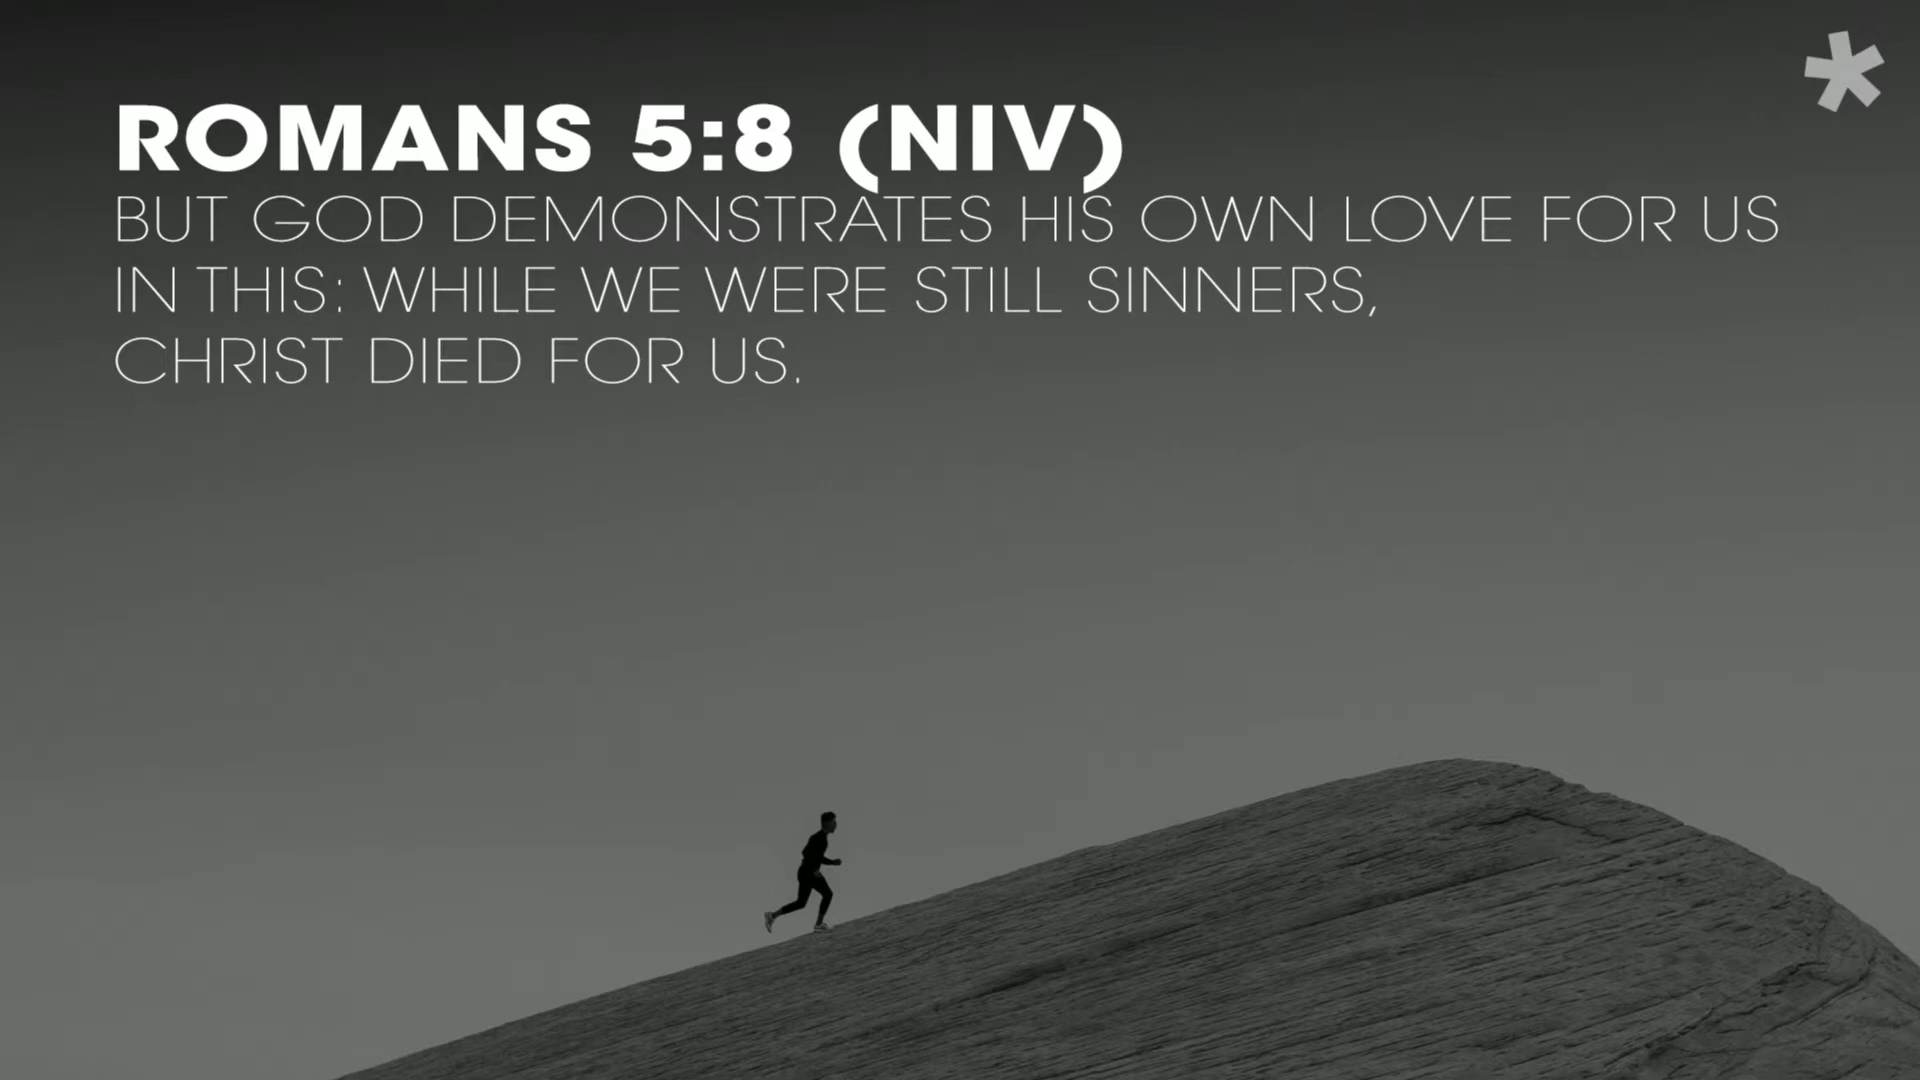 ROMANS 5:8 (NIV)
BUT GOD DEMONSTRATES HIS OWN LOVE FOR US
IN THIS: WHILE WE WERE STILL SINNERS,
CHRIST DIED FOR US.